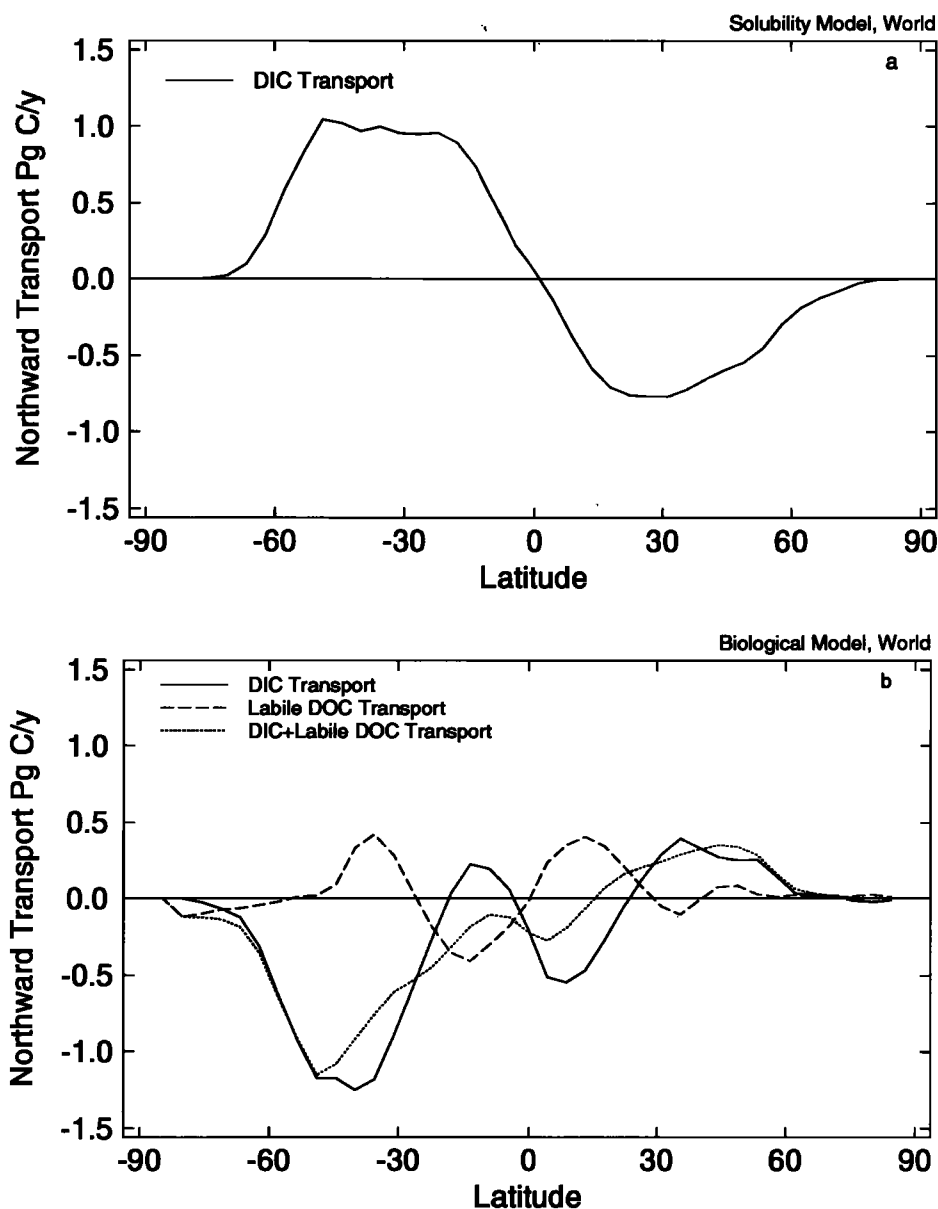 Solubility Model, World
a
DIC Transport
Northward Transport Pg C/y
1.5
1.0
0.5
0.0
-0.5
-1.0
-1.5
-90 -60 -30 0 30 60 90
Latitude
Biological Model, World
b
DIC Transport
Labile DOC Transport
DIC+Labile DOC Transport
Northward Transport Pg C/y
1.5
1.0
0.5
0.0
-0.5
-1.0
-1.5
-90 -60 -30 0 30 60 90
Latitude